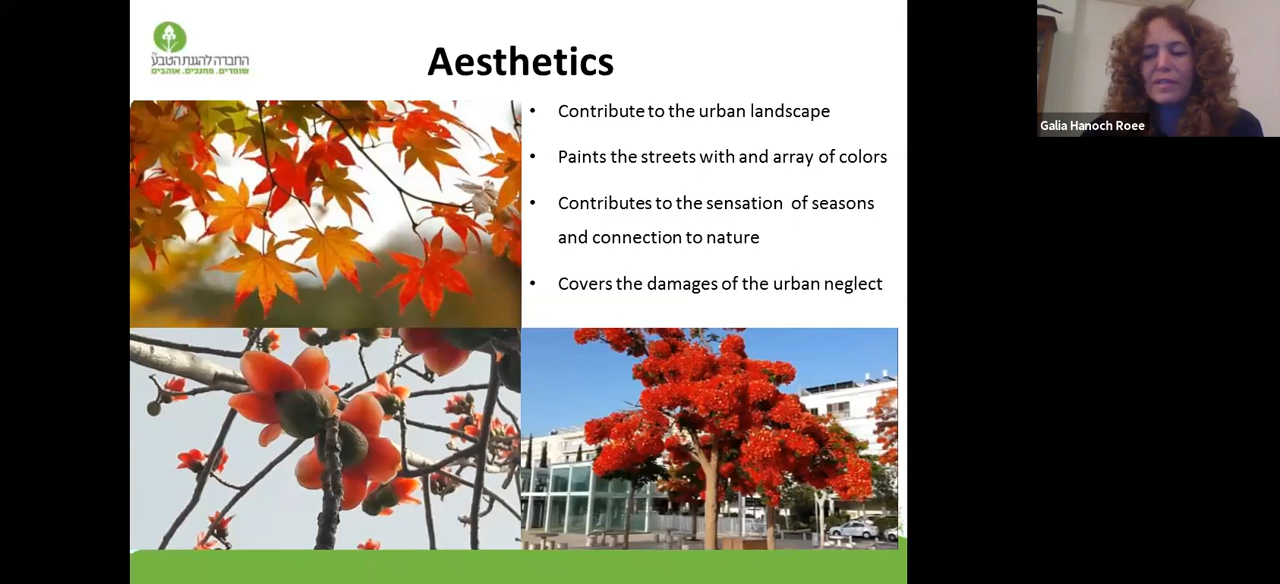 החברה להגנת הטבע
שומרים. מחנכים. אוהבים
Aesthetics
• Contribute to the urban landscape
• Paints the streets with and array of colors
• Contributes to the sensation of seasons
and connection to nature
• Covers the damages of the urban neglect
Galia Hanoch Roee